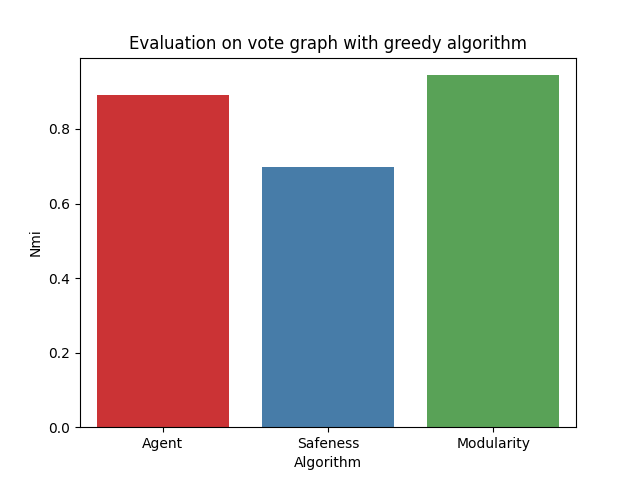 Evaluation on vote graph with greedy algorithm
0.8
0.6
0.4
0.2
0.0
Nmi
Agent Safeness Modularity
Algorithm